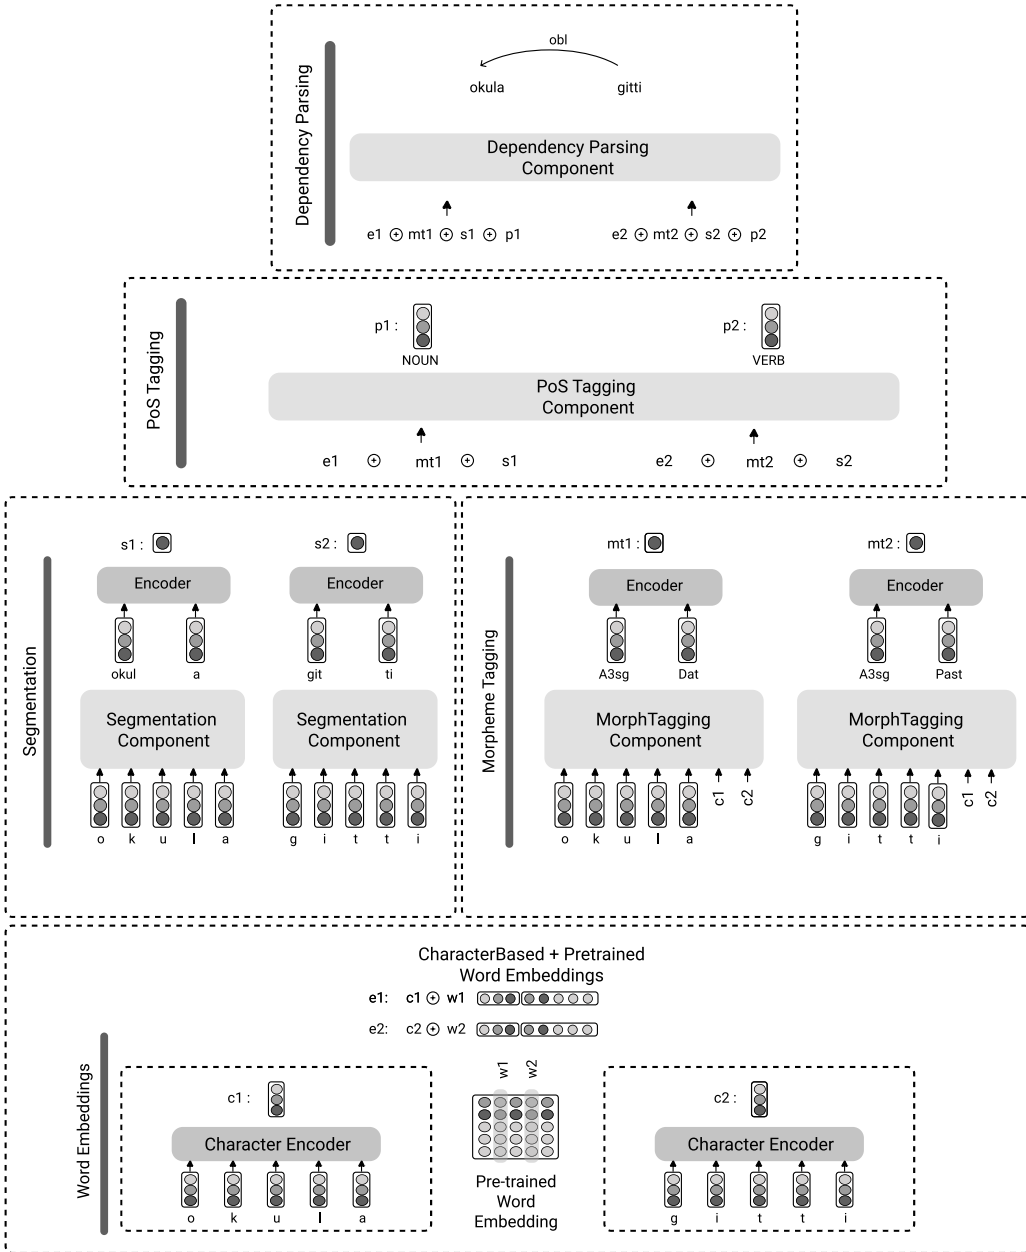 Dependency Parsing
obl
okula gitti
Dependency Parsing
Component
e1 ⊕ mt1 ⊕ s1 ⊕ p1 e2 ⊕ mt2 ⊕ s2 ⊕ p2
PoS Tagging
p1 : p2 :
NOUN VERB
PoS Tagging
Component
e1 ⊕ mt1 ⊕ s1 e2 ⊕ mt2 ⊕ s2
Segmentation
s1 : s2 :
Encoder Encoder
okul a git ti
Segmentation
Component
Segmentation
Component
o k u l a g i t t i
Morpheme Tagging
mt1 : mt2 :
Encoder Encoder
A3sg Dat A3sg Past
MorphTagging
Component
MorphTagging
Component
c1 c2 c1 c2
o k u l a g i t t i
Word Embeddings
CharacterBased + Pretrained
Word Embeddings
e1: c1 ⊕ w1
e2: c2 ⊕ w2
w1 w2
c1 :
Character Encoder
o k u l a
Pre-trained
Word
Embedding
c2 :
Character Encoder
g i t t i